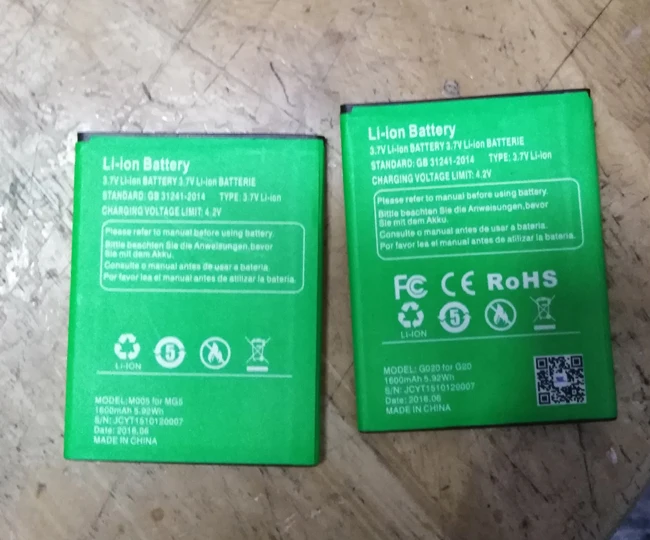 Li-ion Battery
3.7V Li-ion BATTERY 3.7V Li-ion BATTERIE
STANDARD: GB 31241-2014 TYPE: 3.7V Li-ion
CHARGING VOLTAGE LIMIT: 4.2V
Please refer to manual before using battery.
Bittle beachten Sie die Anweisungen,bevor
Sie mit dem Akku.
Consulte o manual antes de usar a bateria.
Por favor lea el manual antes de atilizar la bateria.
LI-ION
5
MODEL: M005 for MG5
1600mAh 5.92Wh
S/N: JCYT1510120007
Date: 2016.06
MADE IN CHINA
Li-ion Battery
3.7V Li-ion BATTERY 3.7V Li-ion BATTERIE
STANDARD: GB 31241-2014 TYPE: 3.7V Li-ion
CHARGING VOLTAGE LIMIT: 4.2V
Please refer to manual before using battery.
Bittle beschten Sie die Anweisungen,bevor
Sie mit dem Akku.
Consulte o manual antes de usar a bateria.
Por favor lea el manual antes de atilizar la bateria.
FC CE RoHS
5
LI-ION
MODEL: G020 for G20
1600mAh 5.92Wh
S/N: JCYT1510120007
Date: 2016.06
MADE IN CHINA